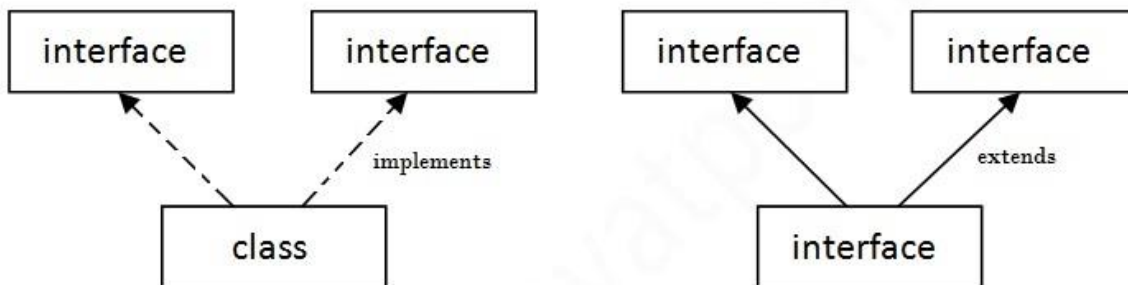 interface interface interface interface
implements extends
class interface